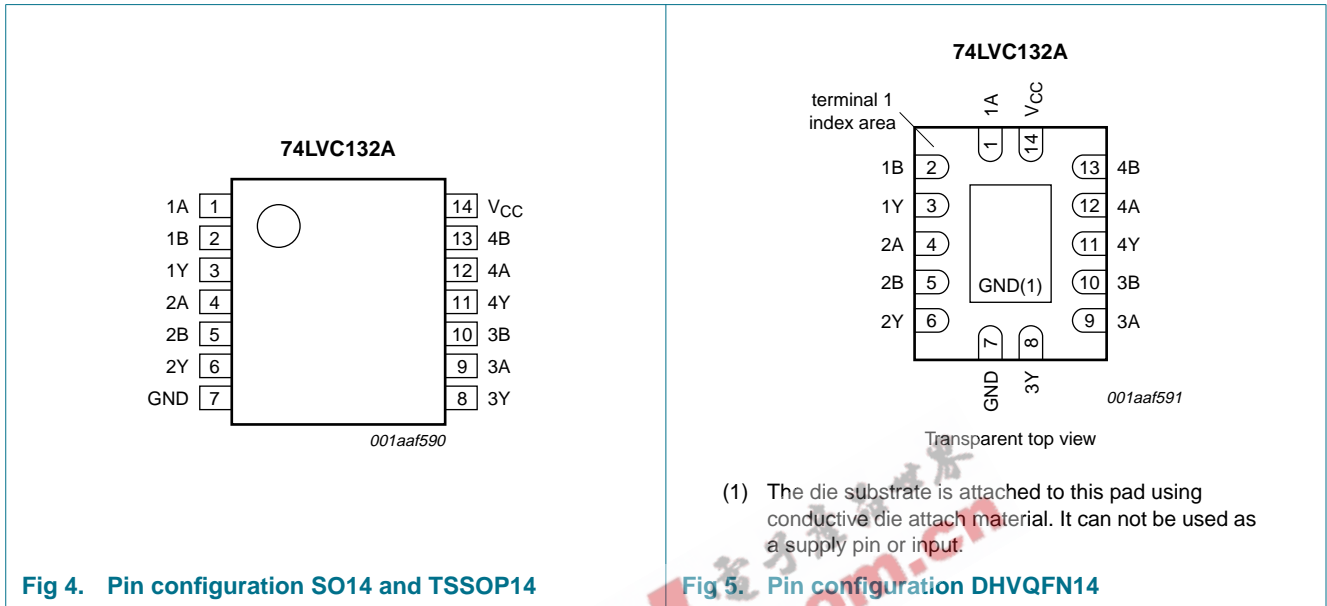 74LVC132A
1A 1 14 VCC
1B 2 13 4B
1Y 3 12 4A
2A 4 11 4Y
2B 5 10 3B
2Y 6 9 3A
GND 7 8 3Y
001aaf590
Fig 4. Pin configuration SO14 and TSSOP14
74LVC132A
terminal 1
index area
1A VCC
1 14
1B 2 13 4B
1Y 3 12 4A
2A 4 11 4Y
2B 5 10 3B
GND(1)
2Y 6 9 3A
7 8
GND 3Y
001aaf591
Transparent top view
(1) The die substrate is attached to this pad using
conductive die attach material. It can not be used as
a supply pin or input.
Fig 5. Pin configuration DHVQFN14